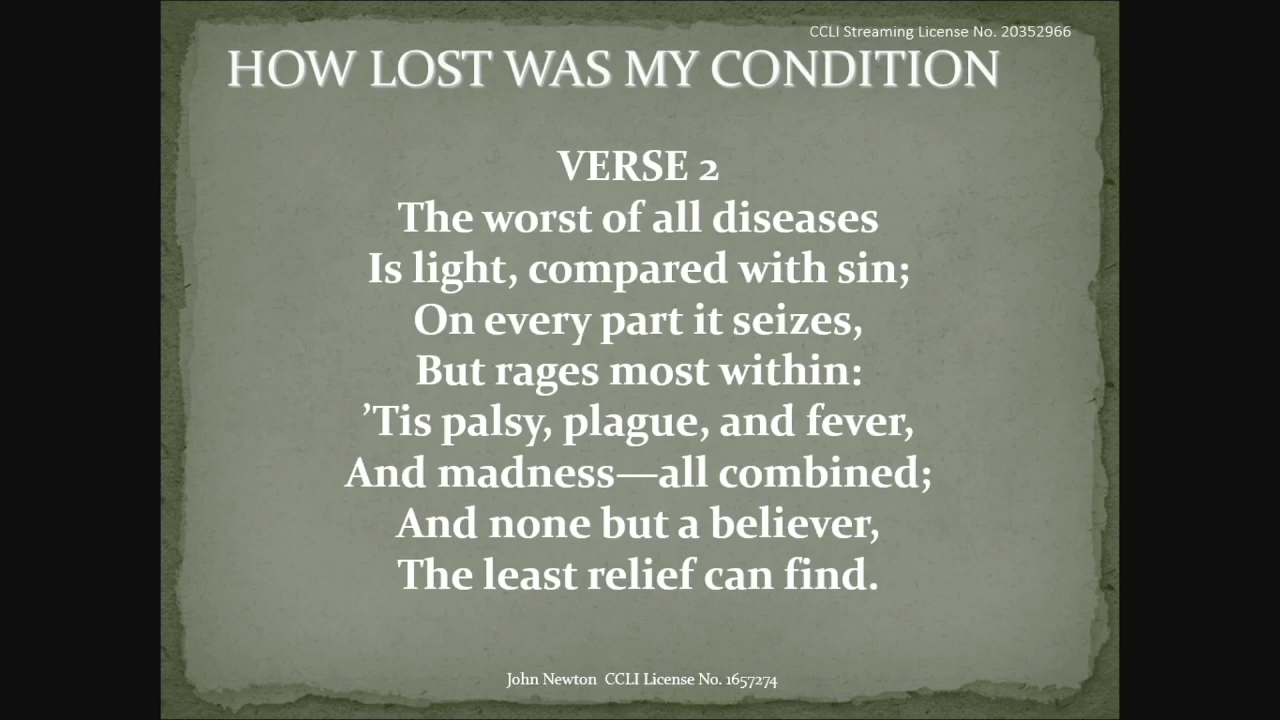 CCLI Streaming License No. 20352966
HOW LOST WAS MY CONDITION
VERSE 2
The worst of all diseases
Is light, compared with sin;
On every part it seizes,
But rages most within:
’Tis palsy, plague, and fever,
And madness—all combined;
And none but a believer,
The least relief can find.
John Newton CCLI License No. 1657274